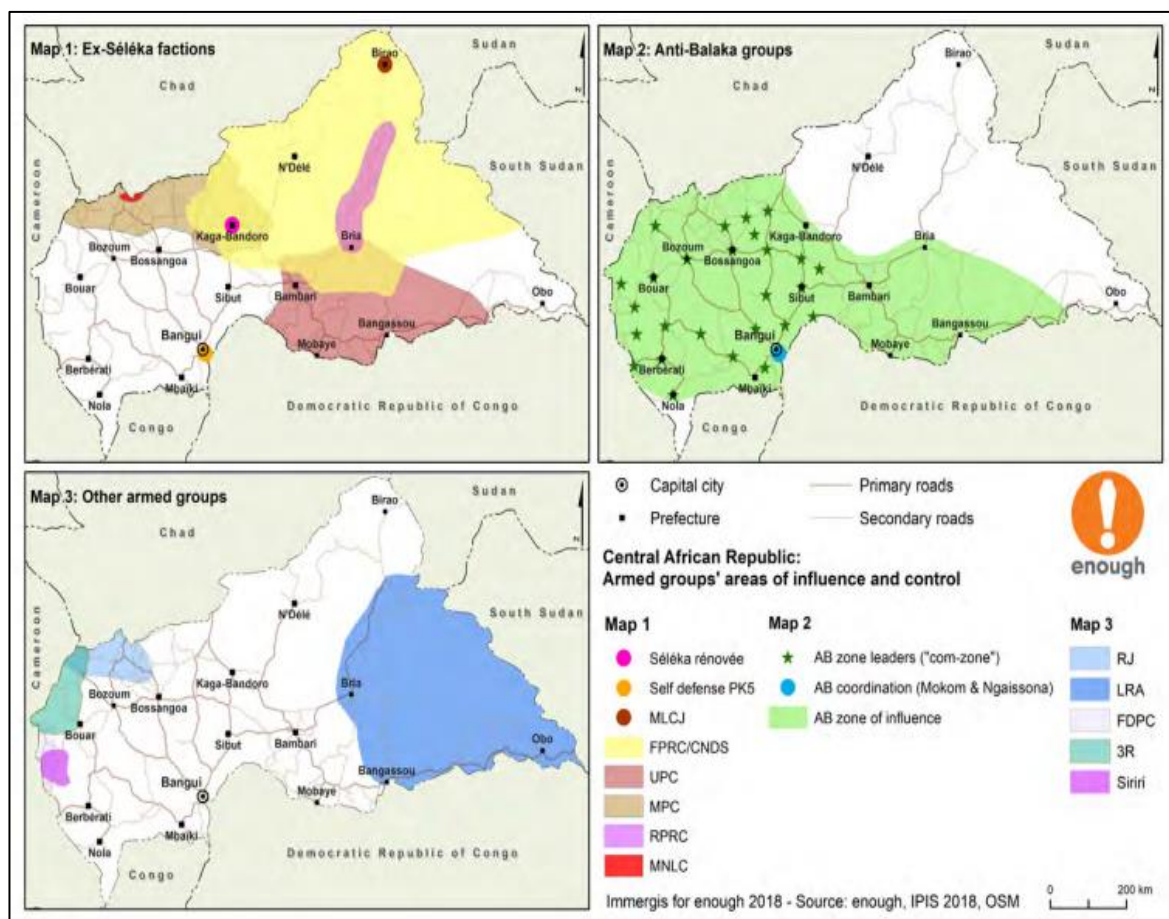 Map 1: Ex-Séléka factions
Sudan
Birao
Chad
N'Délé
South Sudan
Cameroon
Kaga-Bandoro
Bria
Bozoum
Bossangoa
Bouar
Sibut
Bambari
Obo
Bangui
Bangassou
Mobaye
Berbérati
Mbaïki
Nola
Democratic Republic of Congo
Congo
N
Map 2: Anti-Balaka groups
Sudan
Birao
Chad
N'Délé
South Sudan
Cameroon
Kaga-Bandoro
Bria
Bozoum
Bossangoa
Bouar
Sibut
Bambari
Obo
Bangui
Bangassou
Mobaye
Berbérati
Mbaïki
Nola
Democratic Republic of Congo
Congo
N
Map 3: Other armed groups
Sudan
Birao
Chad
N'Délé
South Sudan
Cameroon
Kaga-Bandoro
Bria
Bozoum
Bossangoa
Bouar
Sibut
Bambari
Obo
Bangui
Bangassou
Mobaye
Berbérati
Mbaïki
Nola
Democratic Republic of Congo
Congo
N
Capital city
Primary roads
Prefecture
Secondary roads
enough
Central African Republic:
Armed groups' areas of influence and control
Map 1
Séléka rénovée
Self defense PK5
MLCJ
FPRC/CNDS
UPC
MPC
RPRC
MNLC
Map 2
AB zone leaders ("com-zone")
AB coordination (Mokom & Ngaissona)
AB zone of influence
Map 3
RJ
LRA
FDPC
3R
Siriri
Immergis for enough 2018 - Source: enough, IPIS 2018, OSM
0 200 km